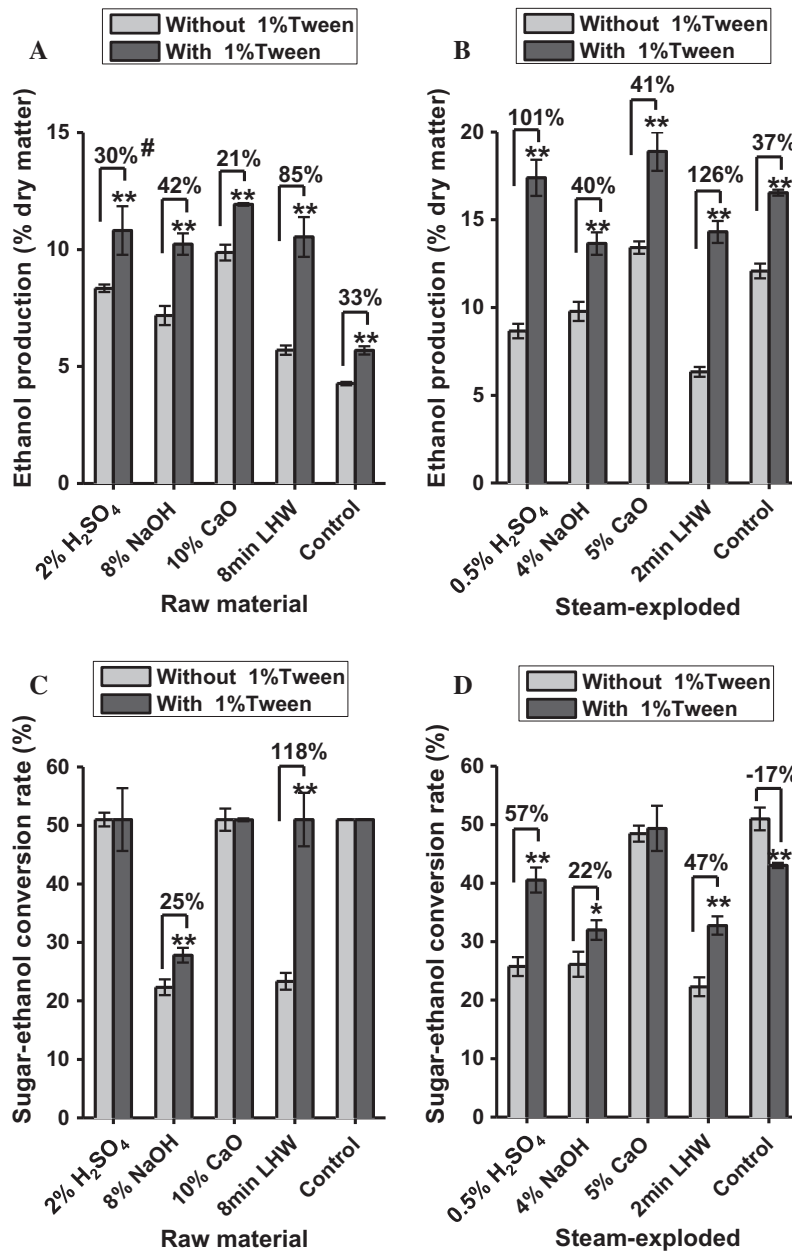 A
Without 1%Tween
With 1%Tween
Ethanol production (% dry matter)
15
10
5
0
30% #
**
42%
**
21%
**
85%
**
33%
**
2% H₂SO₄
8% NaOH
10% CaO
8min LHW
Control
Raw material
B
Without 1%Tween
With 1%Tween
Ethanol production (% dry matter)
20
15
10
5
0
101%
**
40%
**
41%
**
126%
**
37%
**
0.5% H₂SO₄
4% NaOH
5% CaO
2min LHW
Control
Steam-exploded
C
Without 1%Tween
With 1%Tween
Sugar-ethanol conversion rate (%)
60
50
40
30
20
10
0
25%
**
118%
**
2% H₂SO₄
8% NaOH
10% CaO
8min LHW
Control
Raw material
D
Without 1%Tween
With 1%Tween
Sugar-ethanol conversion rate (%)
60
50
40
30
20
10
0
57%
**
22%
*
47%
**
-17%
**
0.5% H₂SO₄
4% NaOH
5% CaO
2min LHW
Control
Steam-exploded